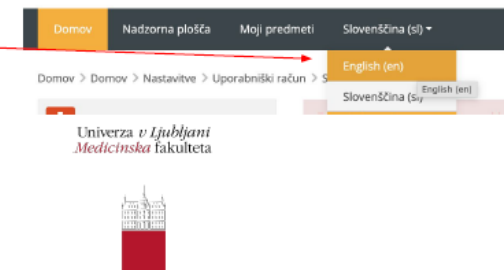 Domov Nadzorna plošča Moji predmeti Slovenščina (sl)
English (en)
Domov > Domov > Nastavitve > Uporabniški račun > S
English (en)
Slovenščina (sl)
Univerza v Ljubljani
Medicinska fakulteta